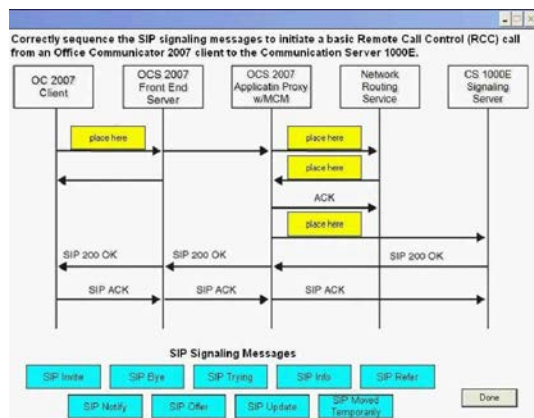 Correctly sequence the SIP signaling messages to initiate a basic Remote Call Control (RCC) call
from an Office Communicator 2007 client to the Communication Server 1000E.
OC 2007
Client
OCS 2007
Front End
Server
OCS 2007
Applicatin Proxy
w/MCM
Network
Routing
Service
CS 1000E
Signaling
Server
place here
place here
place here
ACK
place here
SIP 200 OK
SIP 200 OK
SIP 200 OK
SIP ACK
SIP ACK
SIP ACK
SIP Signaling Messages
SIP Invite
SIP Bye
SIP Trying
SIP Info
SIP Refer
SIP Notify
SIP Offer
SIP Update
SIP Moved
Temporarily
Done